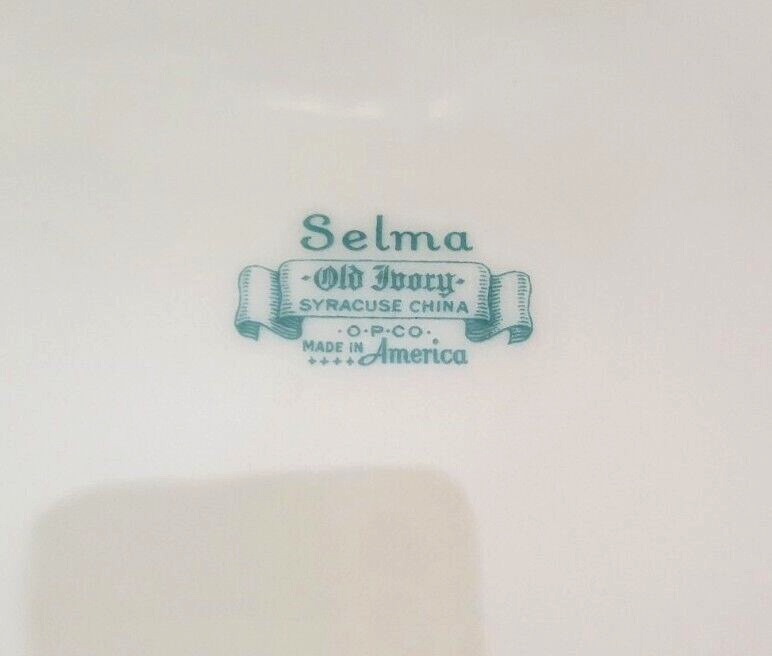 Selma
·Old Ivory·
SYRACUSE CHINA
·O·P·CO·
MADE IN America
++++